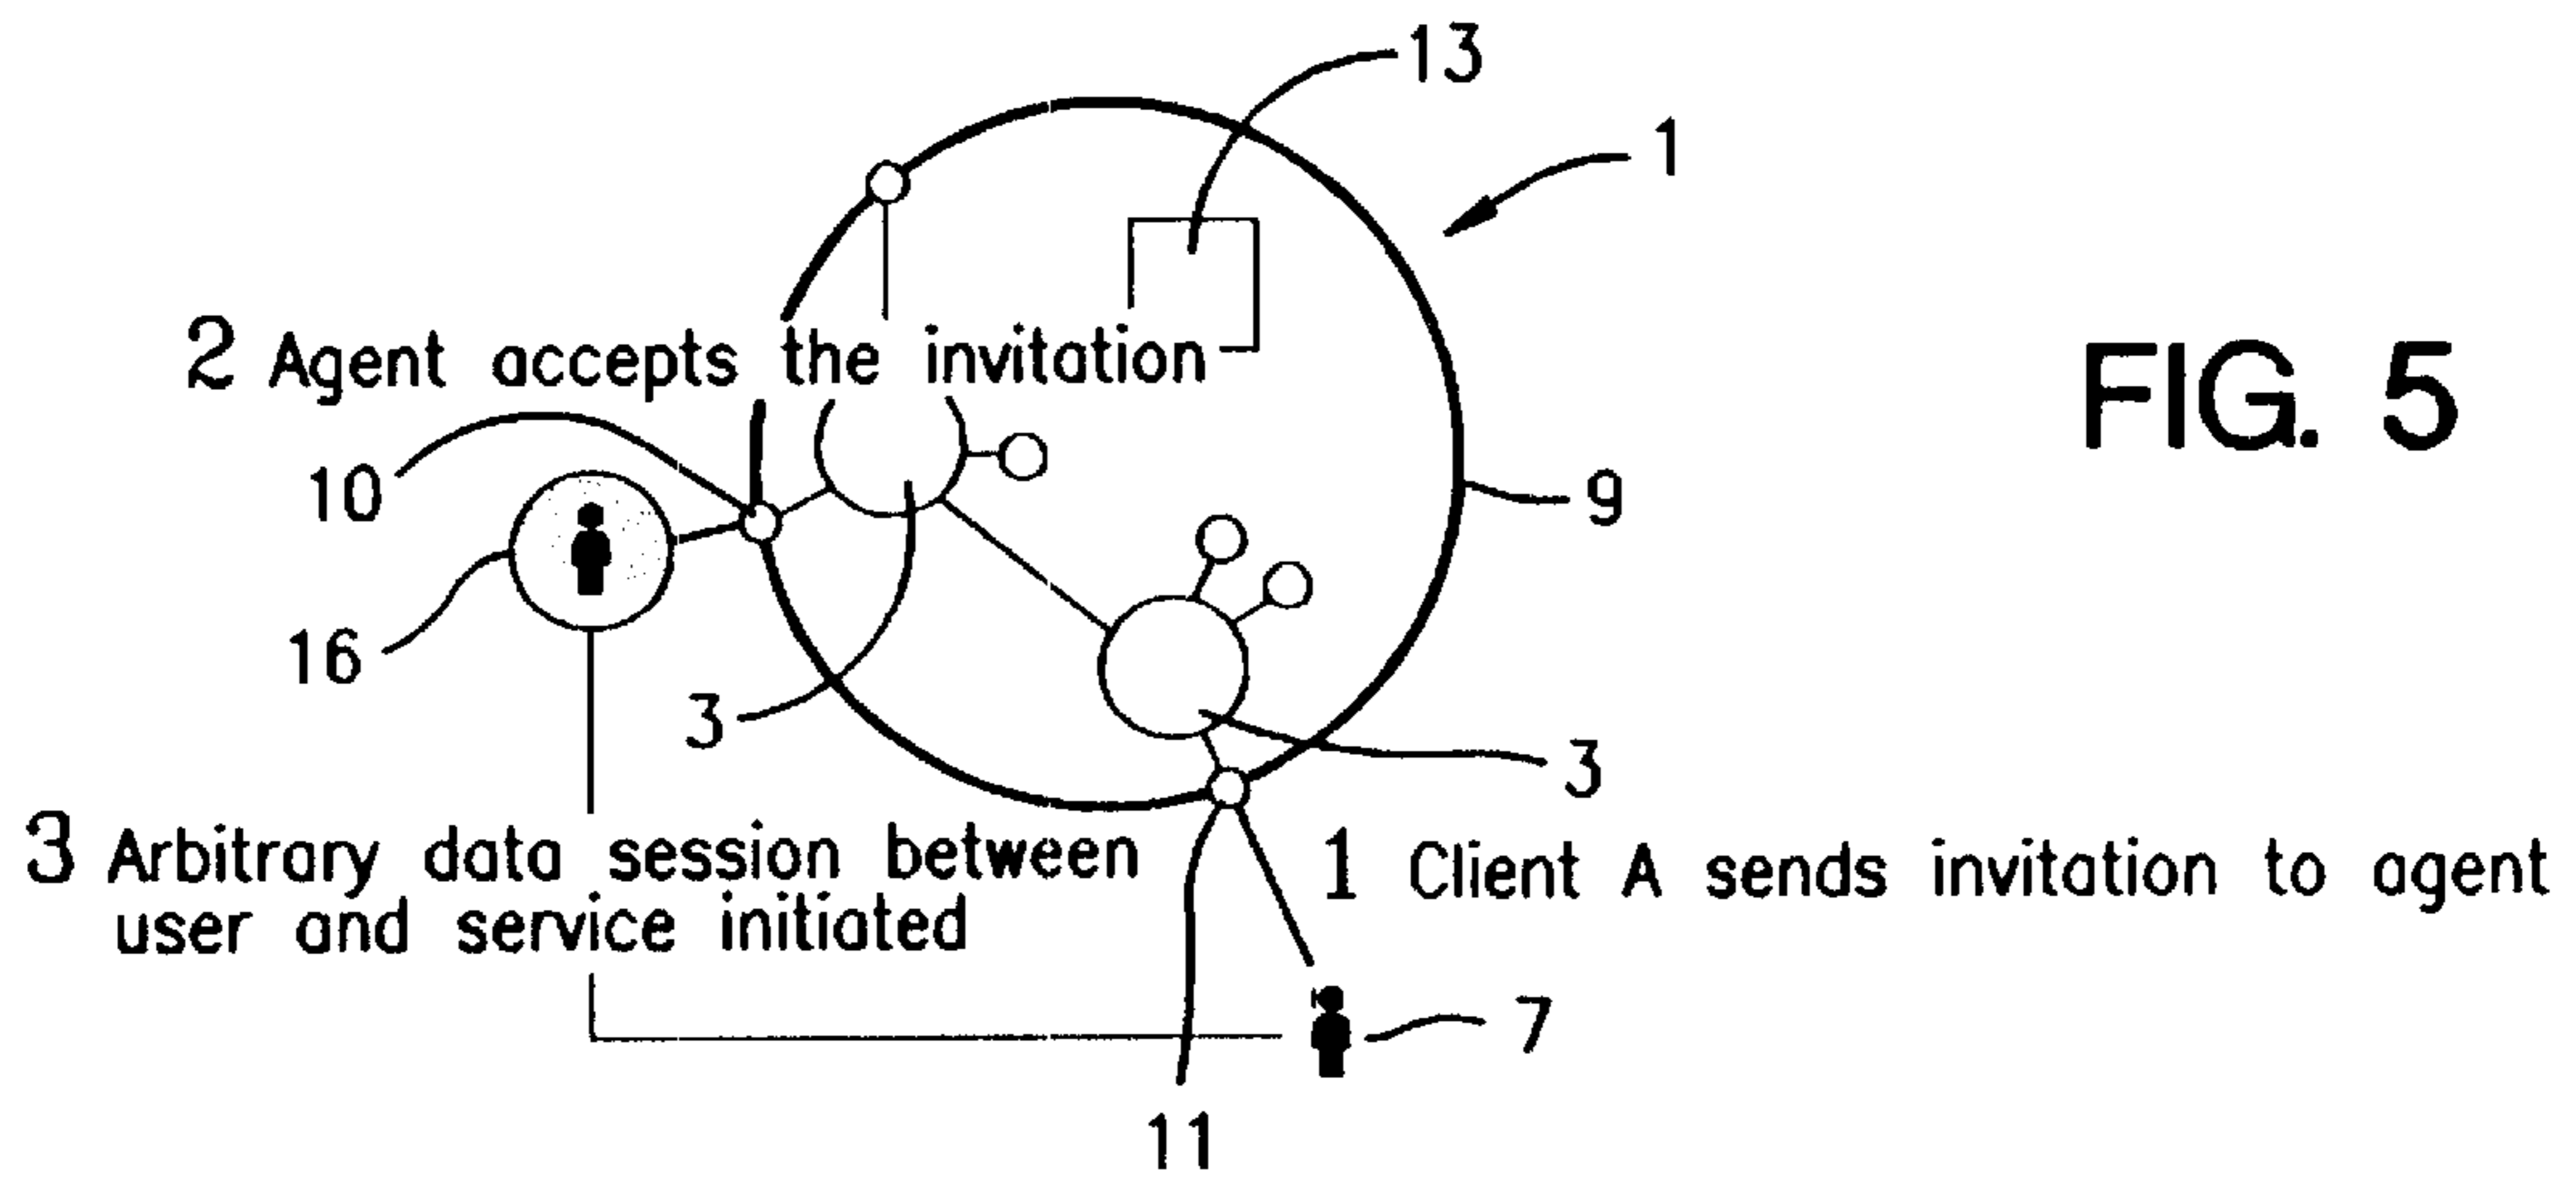 13
1
2 Agent accepts the invitation
FIG. 5
10
9
16
3
3
3 Arbitrary data session between
user and service initiated
1 Client A sends invitation to agent
7
11